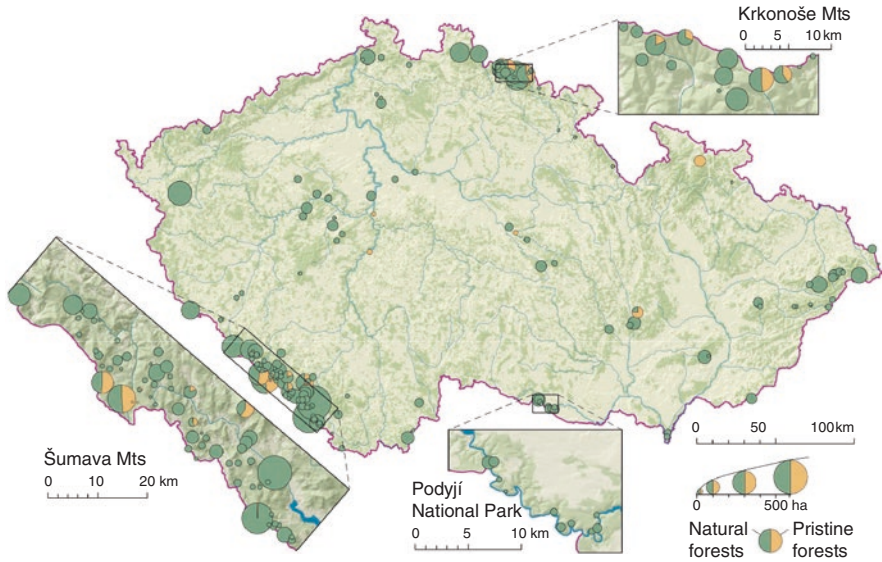 Krkonoše Mts
0 5 10 km
Šumava Mts
0 10 20 km
Podyjí
National Park
0 5 10 km
0 50 100 km
0 500 ha
Natural Pristine
forests forests